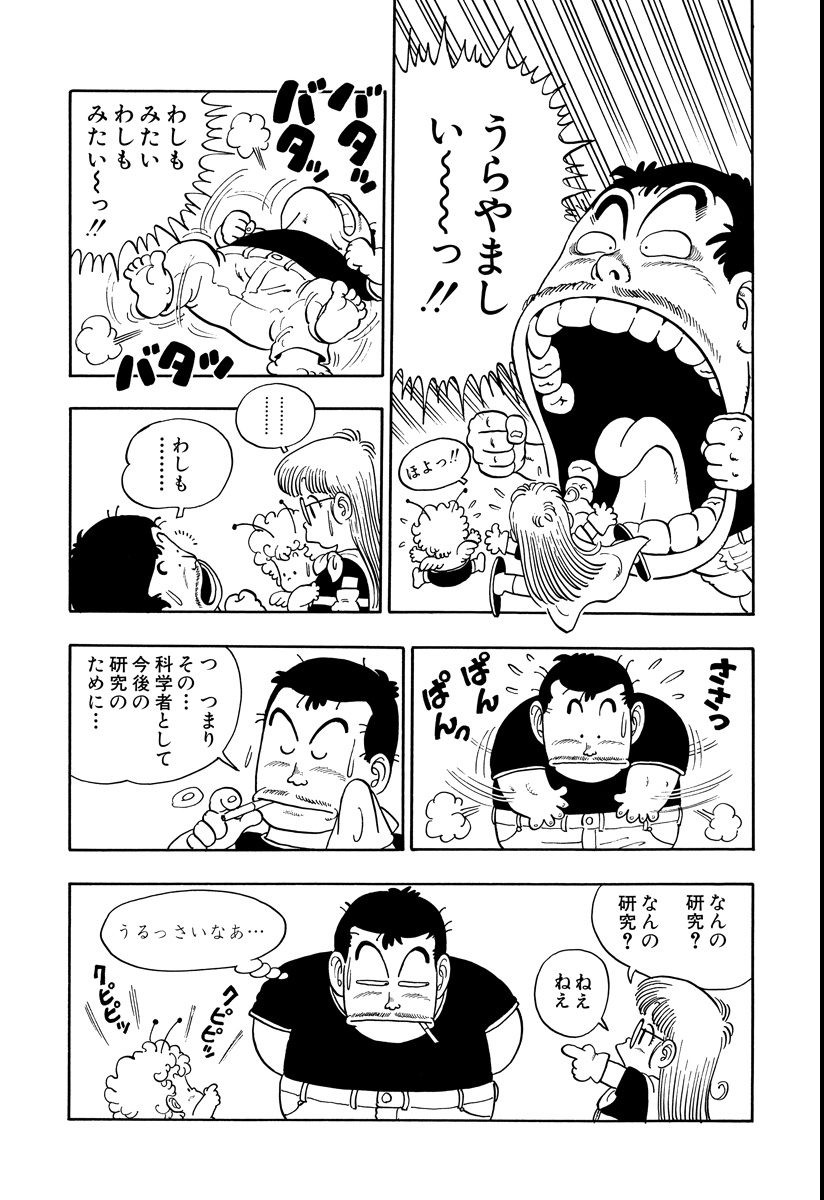 うらやまし
い〜〜〜っ!!
ほよっ!!
バタッ
バタッ
わしも
みたい
わしも
みたい〜っ!!
バタッ
…………
…………
わしも
………
ささっ
ぱん
ぱんっ
つ つまり
その…
科学者として
今後の
研究の
ために…
なんの
研究?
なんの
研究?
ねえ
ねえ
うるっさいなあ…
クピピッ
クピピッ